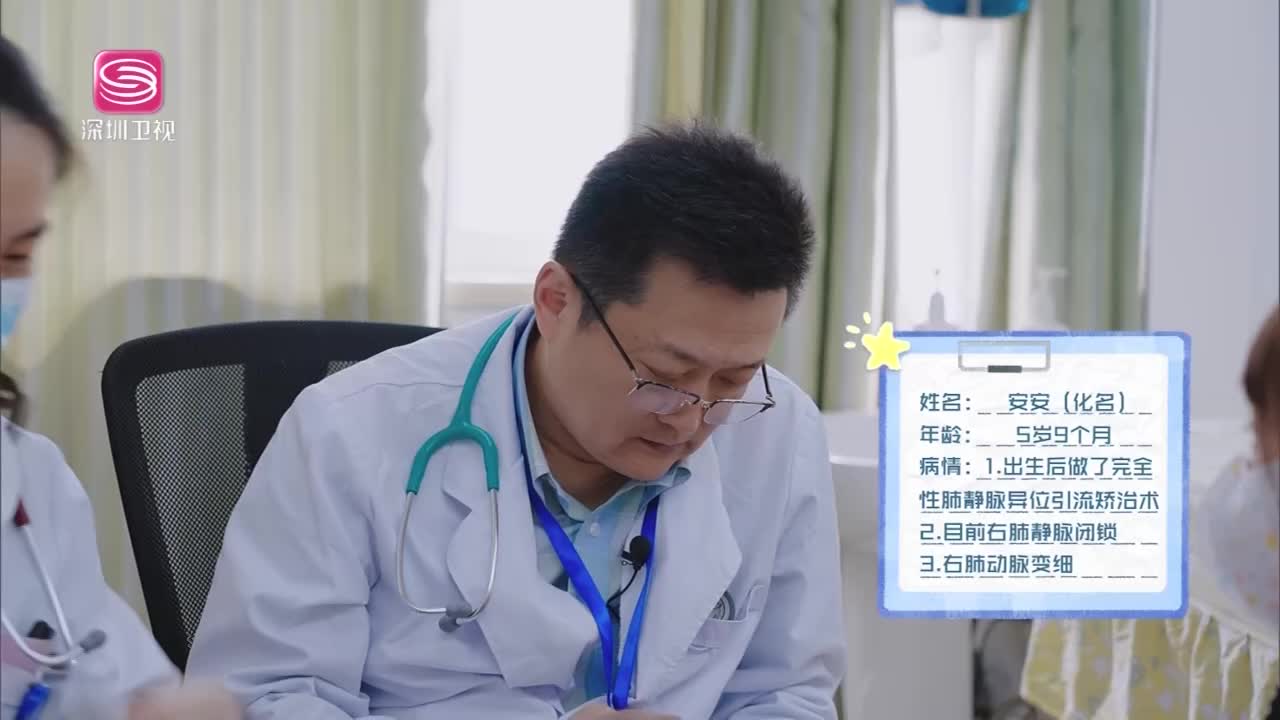 深圳卫视
姓名： 安安（化名）
年龄： 5岁9个月
病情：1.出生后做了完全
性肺静脉异位引流矫治术
2.目前右肺静脉闭锁
3.右肺动脉变细